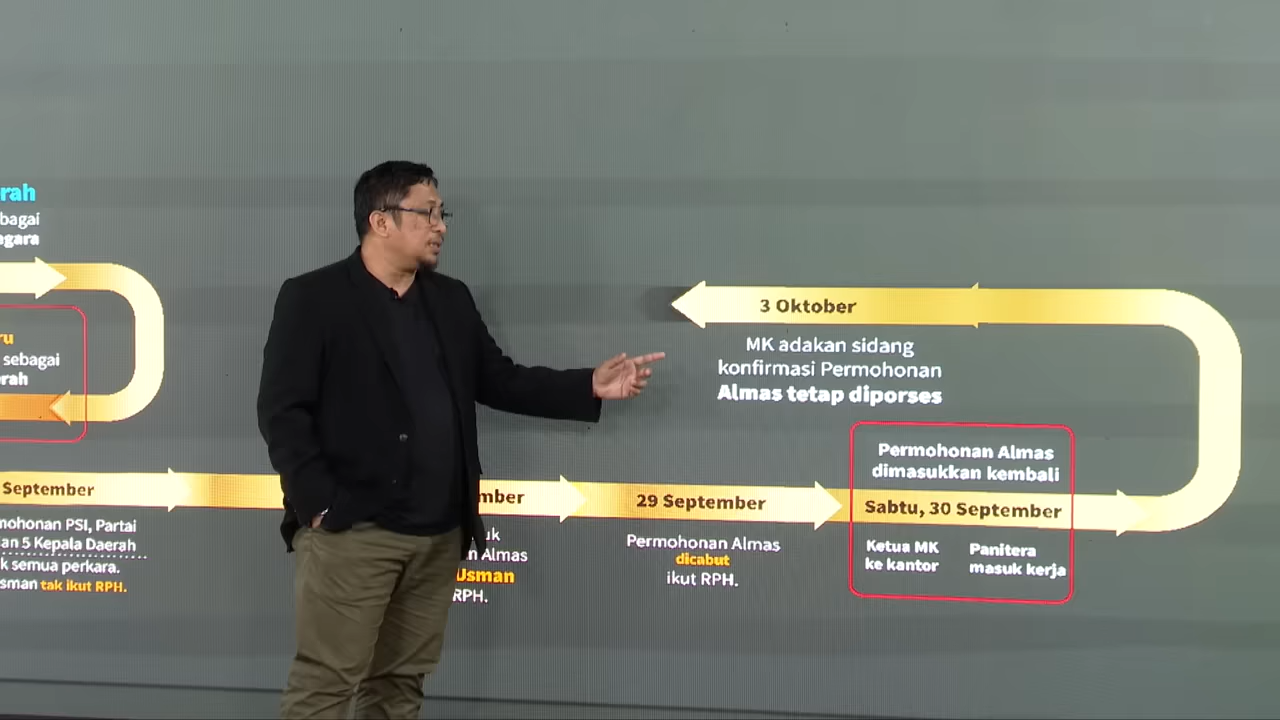 rah
bagai
egara
3 Oktober
MK adakan sidang
konfirmasi Permohonan
Almas tetap diporses
ru
sebagai
erah
Permohonan Almas
dimasukkan kembali
September
mber
29 September
Sabtu, 30 September
mohonan PSI, Partai
an 5 Kepala Daerah
k semua perkara.
sman tak ikut RPH.
uk
n Almas
Usman
RPH.
Permohonan Almas
dicabut
ikut RPH.
Ketua MK
ke kantor
Panitera
masuk kerja